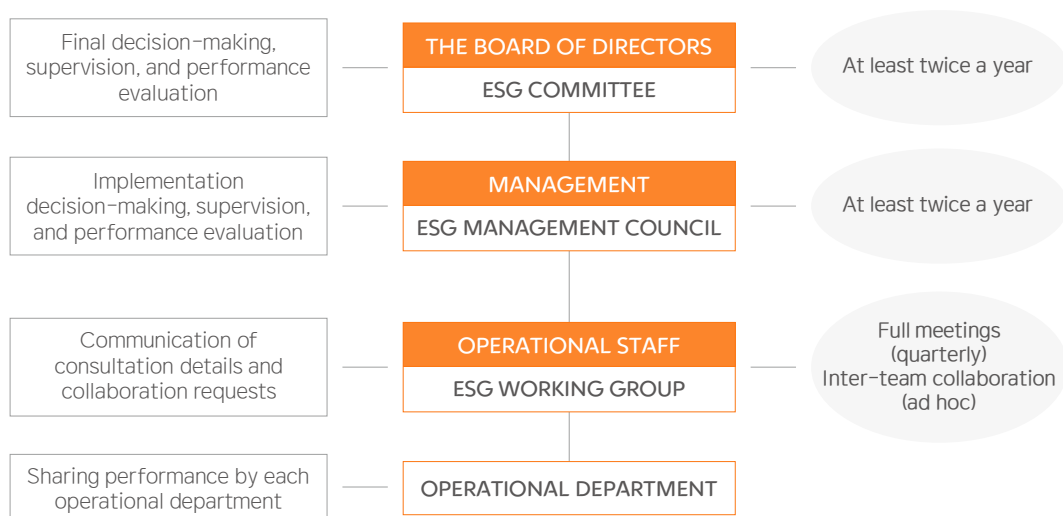 Final decision-making,
supervision, and performance
evaluation
THE BOARD OF DIRECTORS
ESG COMMITTEE
At least twice a year
Implementation
decision-making, supervision,
and performance evaluation
MANAGEMENT
ESG MANAGEMENT COUNCIL
At least twice a year
Communication of
consultation details and
collaboration requests
OPERATIONAL STAFF
ESG WORKING GROUP
Full meetings
(quarterly)
Inter-team collaboration
(ad hoc)
Sharing performance by each
operational department
OPERATIONAL DEPARTMENT